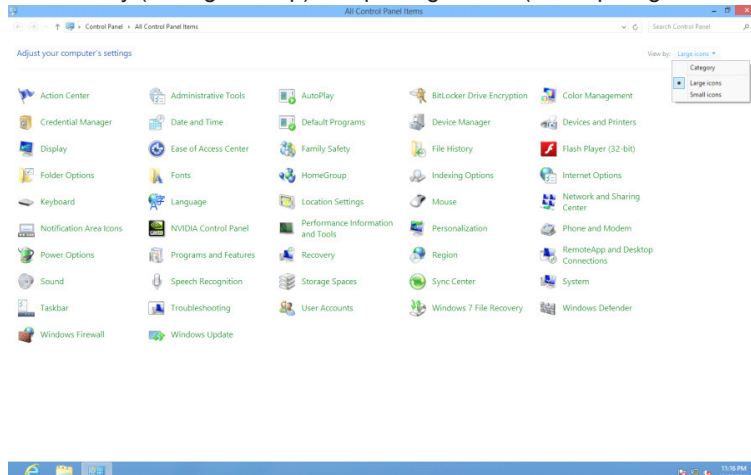 All Control Panel Items
Control Panel
All Control Panel Items
Search Control Panel
Adjust your computer's settings
View by: Large icons
Category
Large icons
Small icons
Action Center
Administrative Tools
AutoPlay
BitLocker Drive Encryption
Color Management
Credential Manager
Date and Time
Default Programs
Device Manager
Devices and Printers
Display
Ease of Access Center
Family Safety
File History
Flash Player (32-bit)
Folder Options
Fonts
HomeGroup
Indexing Options
Internet Options
Keyboard
Language
Location Settings
Mouse
Network and Sharing
Center
Notification Area Icons
NVIDIA Control Panel
Performance Information
and Tools
Personalization
Phone and Modem
Power Options
Programs and Features
Recovery
Region
RemoteApp and Desktop
Connections
Sound
Speech Recognition
Storage Spaces
Sync Center
System
Taskbar
Troubleshooting
User Accounts
Windows 7 File Recovery
Windows Defender
Windows Firewall
Windows Update
11:16 PM